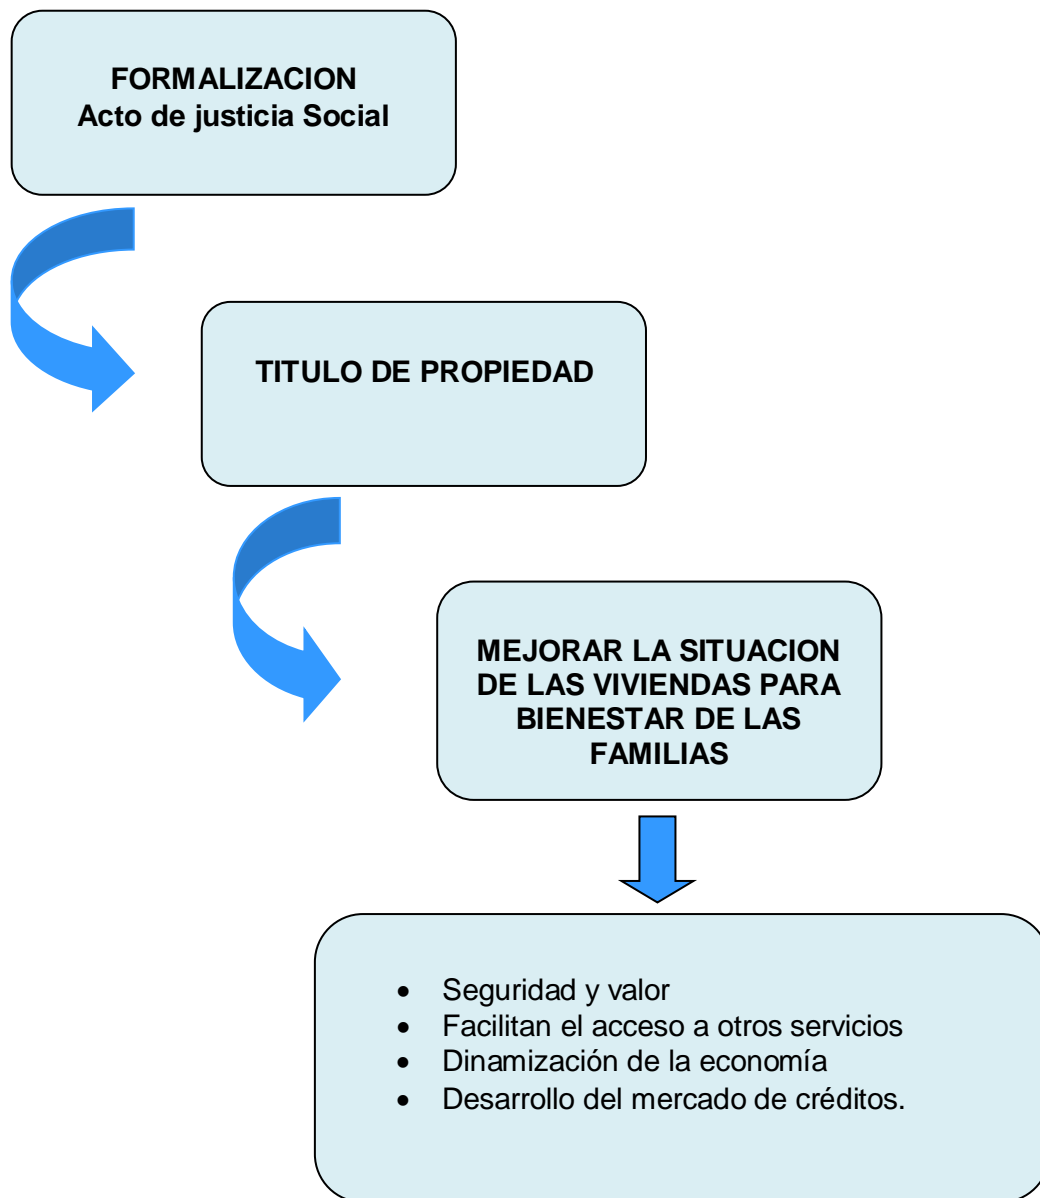 FORMALIZACION
Acto de justicia Social
TITULO DE PROPIEDAD
MEJORAR LA SITUACION
DE LAS VIVIENDAS PARA
BIENESTAR DE LAS
FAMILIAS
• Seguridad y valor
• Facilitan el acceso a otros servicios
• Dinamización de la economía
• Desarrollo del mercado de créditos.